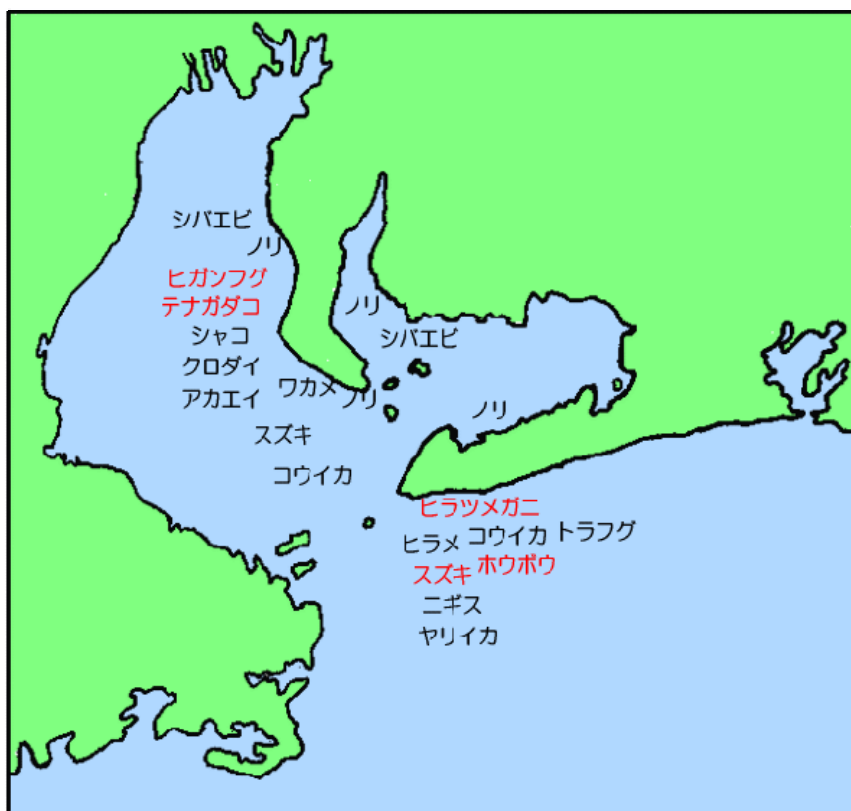 シバエビ
ノリ
ヒガンフグ
テナガダコ
ノリ
シャコ
シバエビ
クロダイ
ワカメ
アカエイ
ノリ
ノリ
スズキ
コウイカ
ヒラツメガニ
ヒラメ
コウイカ
トラフグ
スズキ
ホウボウ
ニギス
ヤリイカ